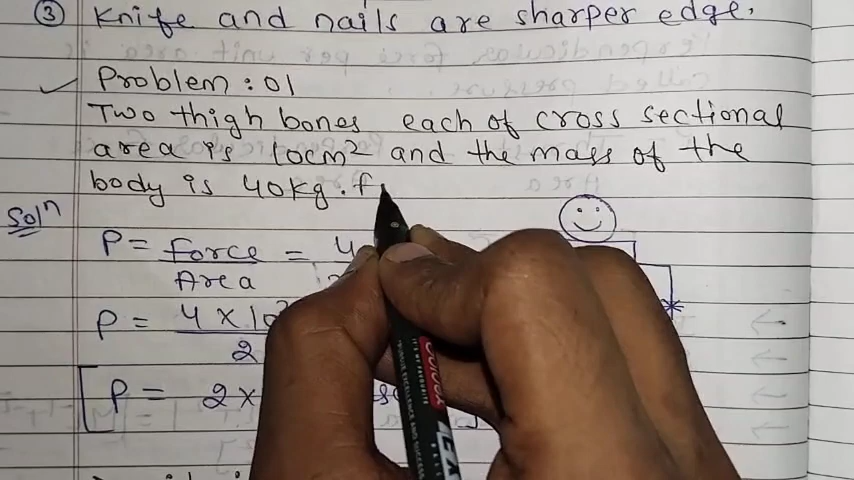 ③ Knife and nails are sharper edge.
Problem : 01
Two thigh bones each of cross sectional
area is 10cm² and the mass of the
body is 40kg. f
Solⁿ
P = Force = 4
Area
P = 4 × 10
2
P = 2 ×